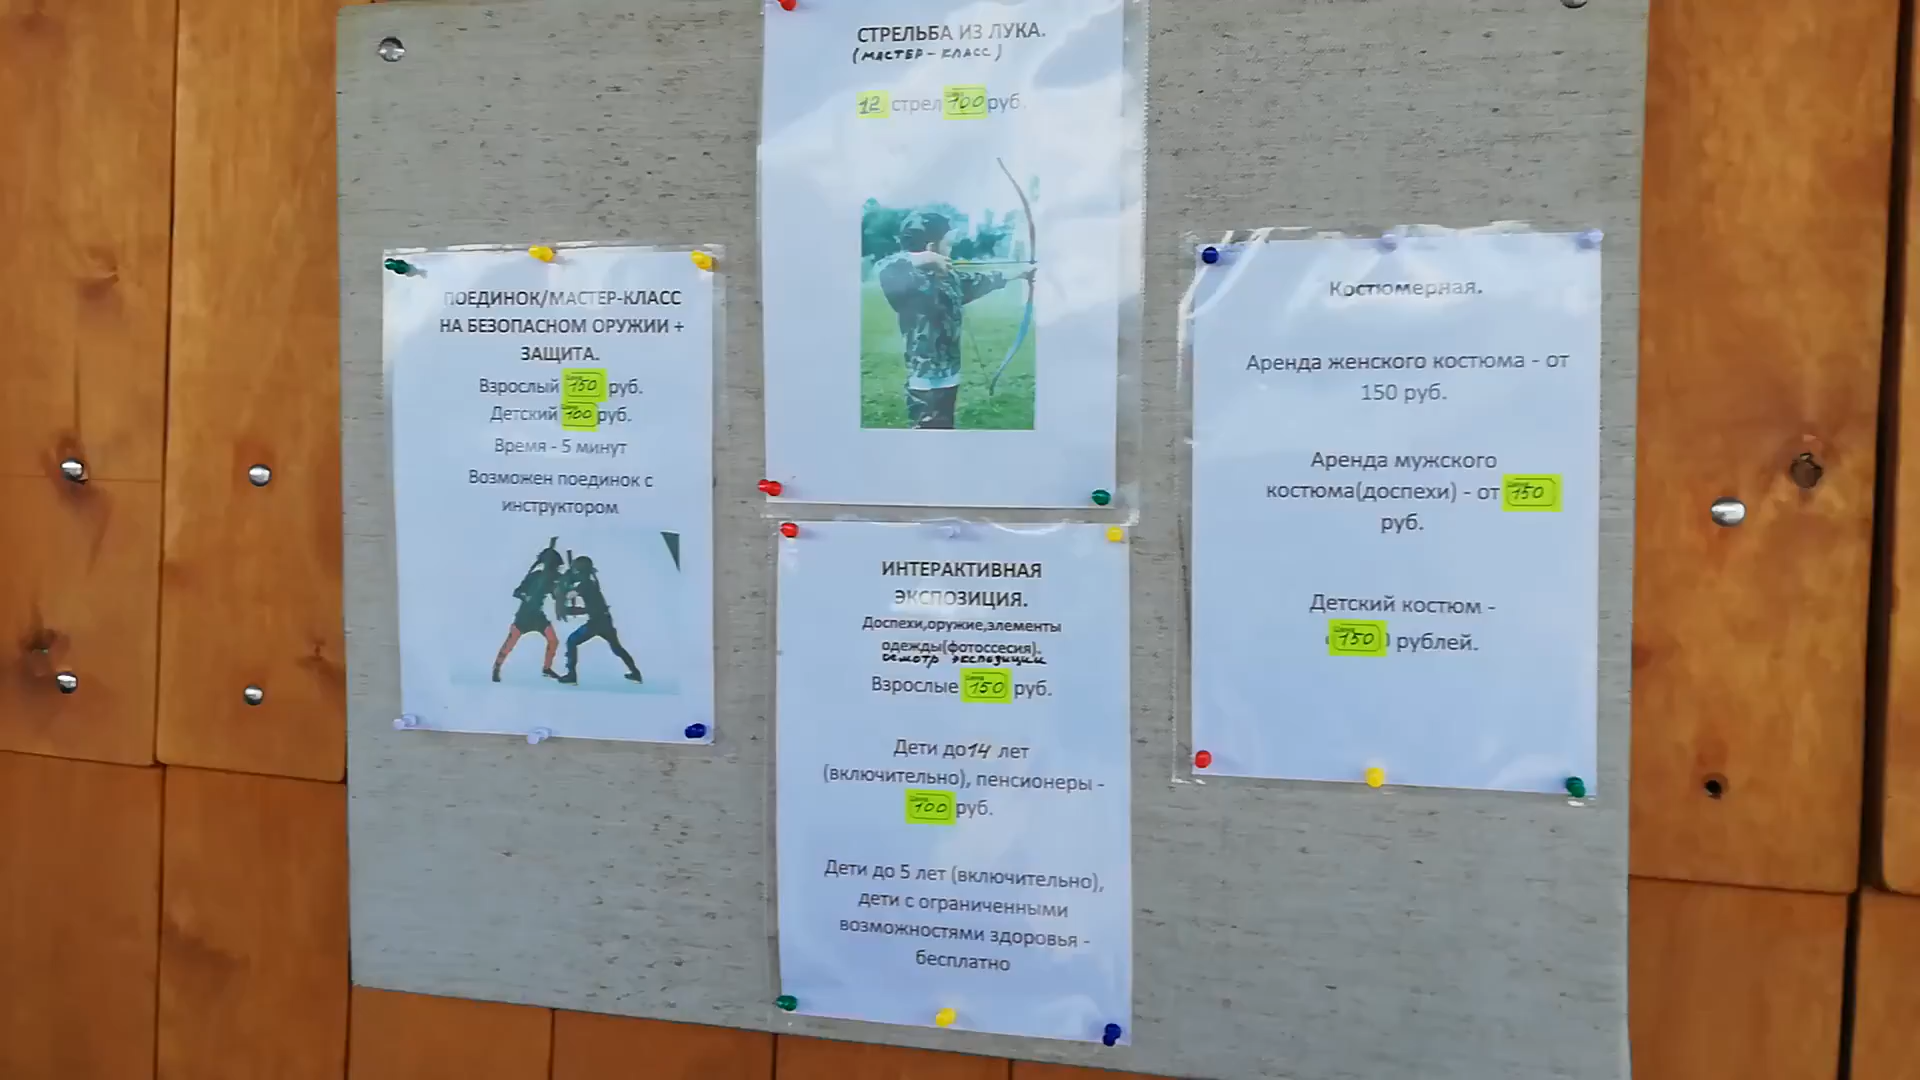 СТРЕЛЬБА ИЗ ЛУКА.
(МАСТЕР-КЛАСС)
12 стрел 100 руб.
ПОЕДИНОК/МАСТЕР-КЛАСС
НА БЕЗОПАСНОМ ОРУЖИИ +
ЗАЩИТА.
Взрослый 150 руб.
Детский 100 руб.
Время - 5 минут
Возможен поединок с
инструктором
ИНТЕРАКТИВНАЯ
ЭКСПОЗИЦИЯ.
Доспехи,оружие,элементы
одежды(фотоссесия).
осмотр экспозиции
Взрослые 150 руб.
Дети до 14 лет
(включительно), пенсионеры -
100 руб.
Дети до 5 лет (включительно),
дети с ограниченными
возможностями здоровья -
бесплатно
Костюмерная.
Аренда женского костюма - от
150 руб.
Аренда мужского
костюма(доспехи) - от 150
руб.
Детский костюм -
150 рублей.